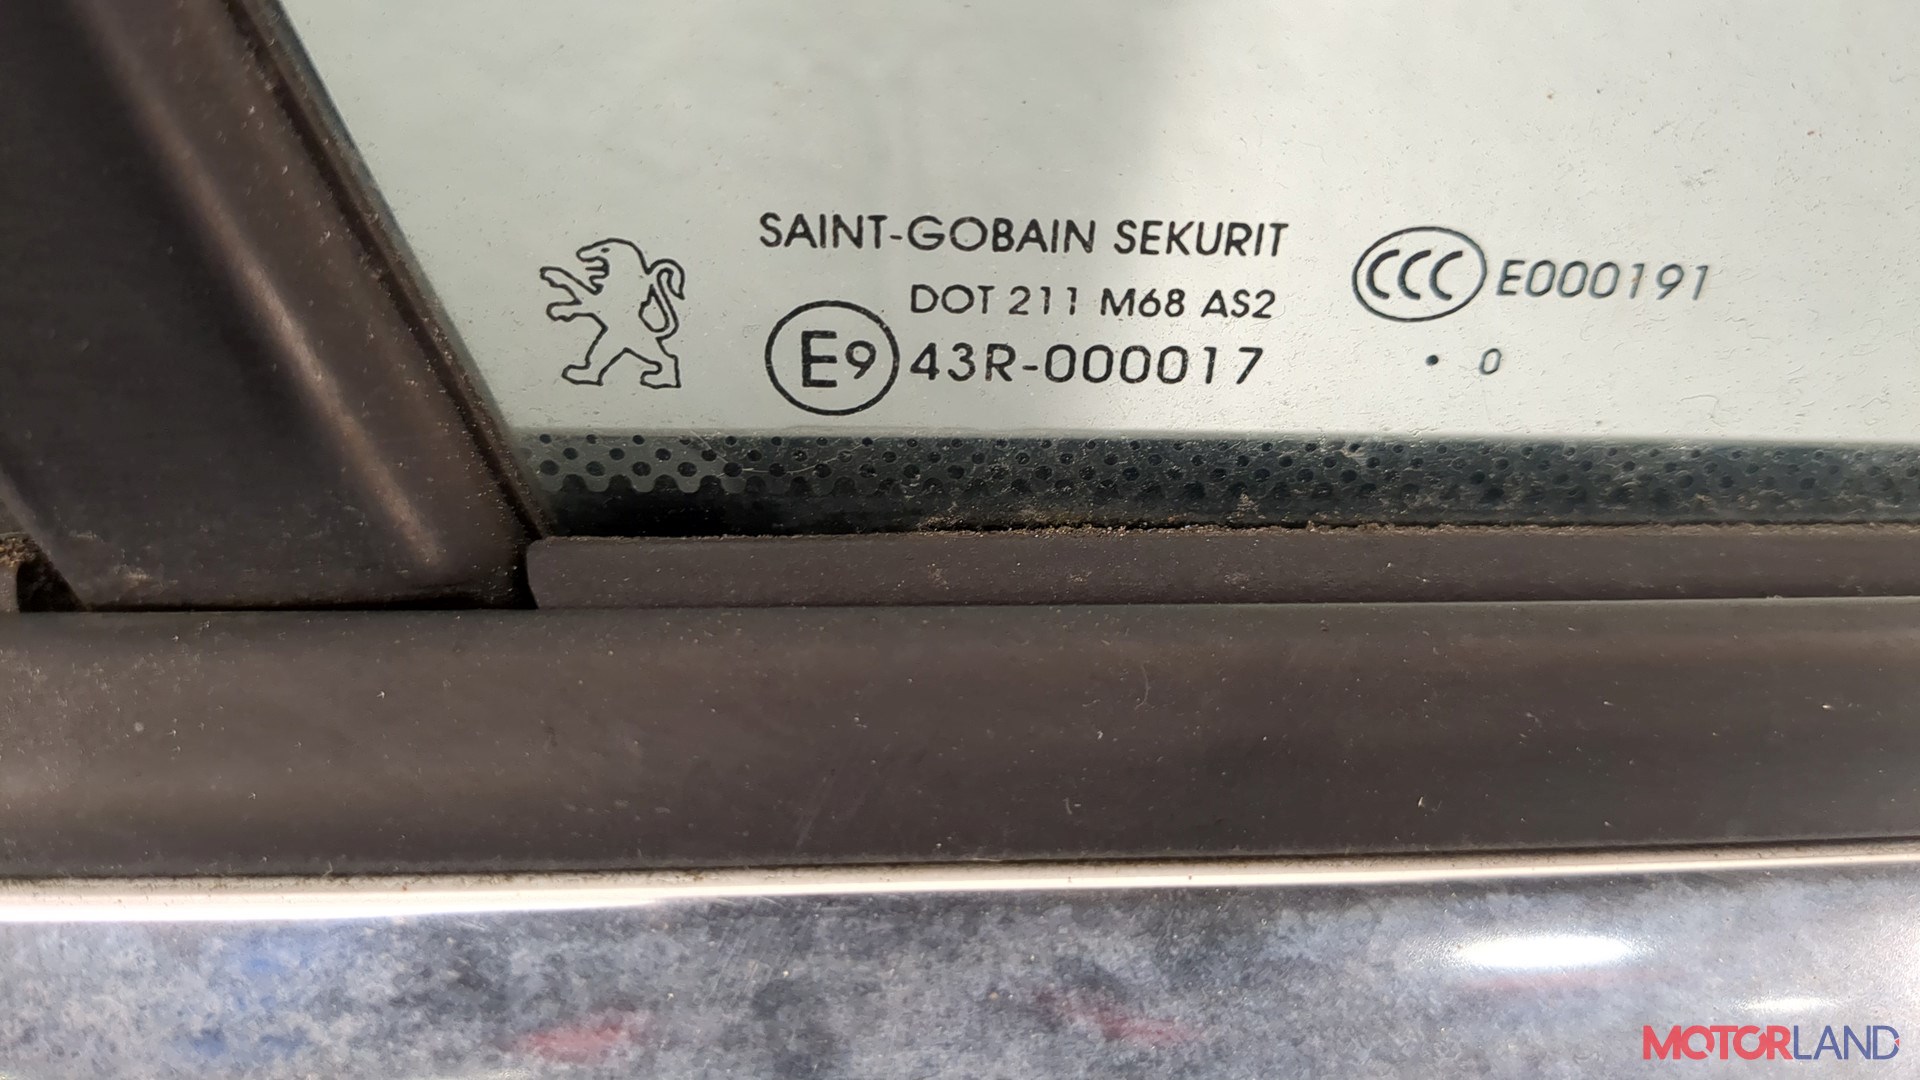 SAINT-GOBAIN SEKURIT
DOT 211 M68 AS2
E9 43R-000017
CCC E000191
• 0
MOTORLAND